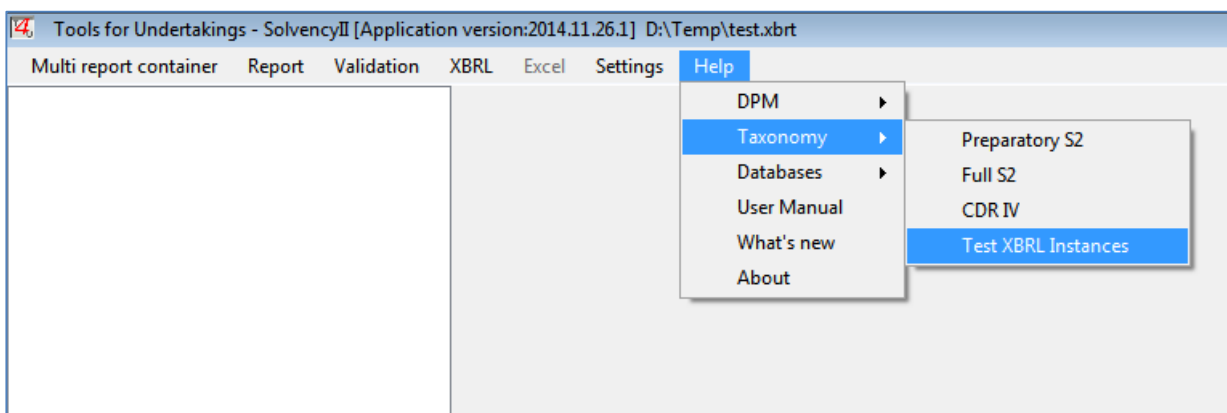 Tools for Undertakings - SolvencyII [Application version:2014.11.26.1] D:\Temp\test.xbrt
Multi report container Report Validation XBRL Excel Settings Help
DPM
Taxonomy
Databases
User Manual
What's new
About
Preparatory S2
Full S2
CDR IV
Test XBRL Instances